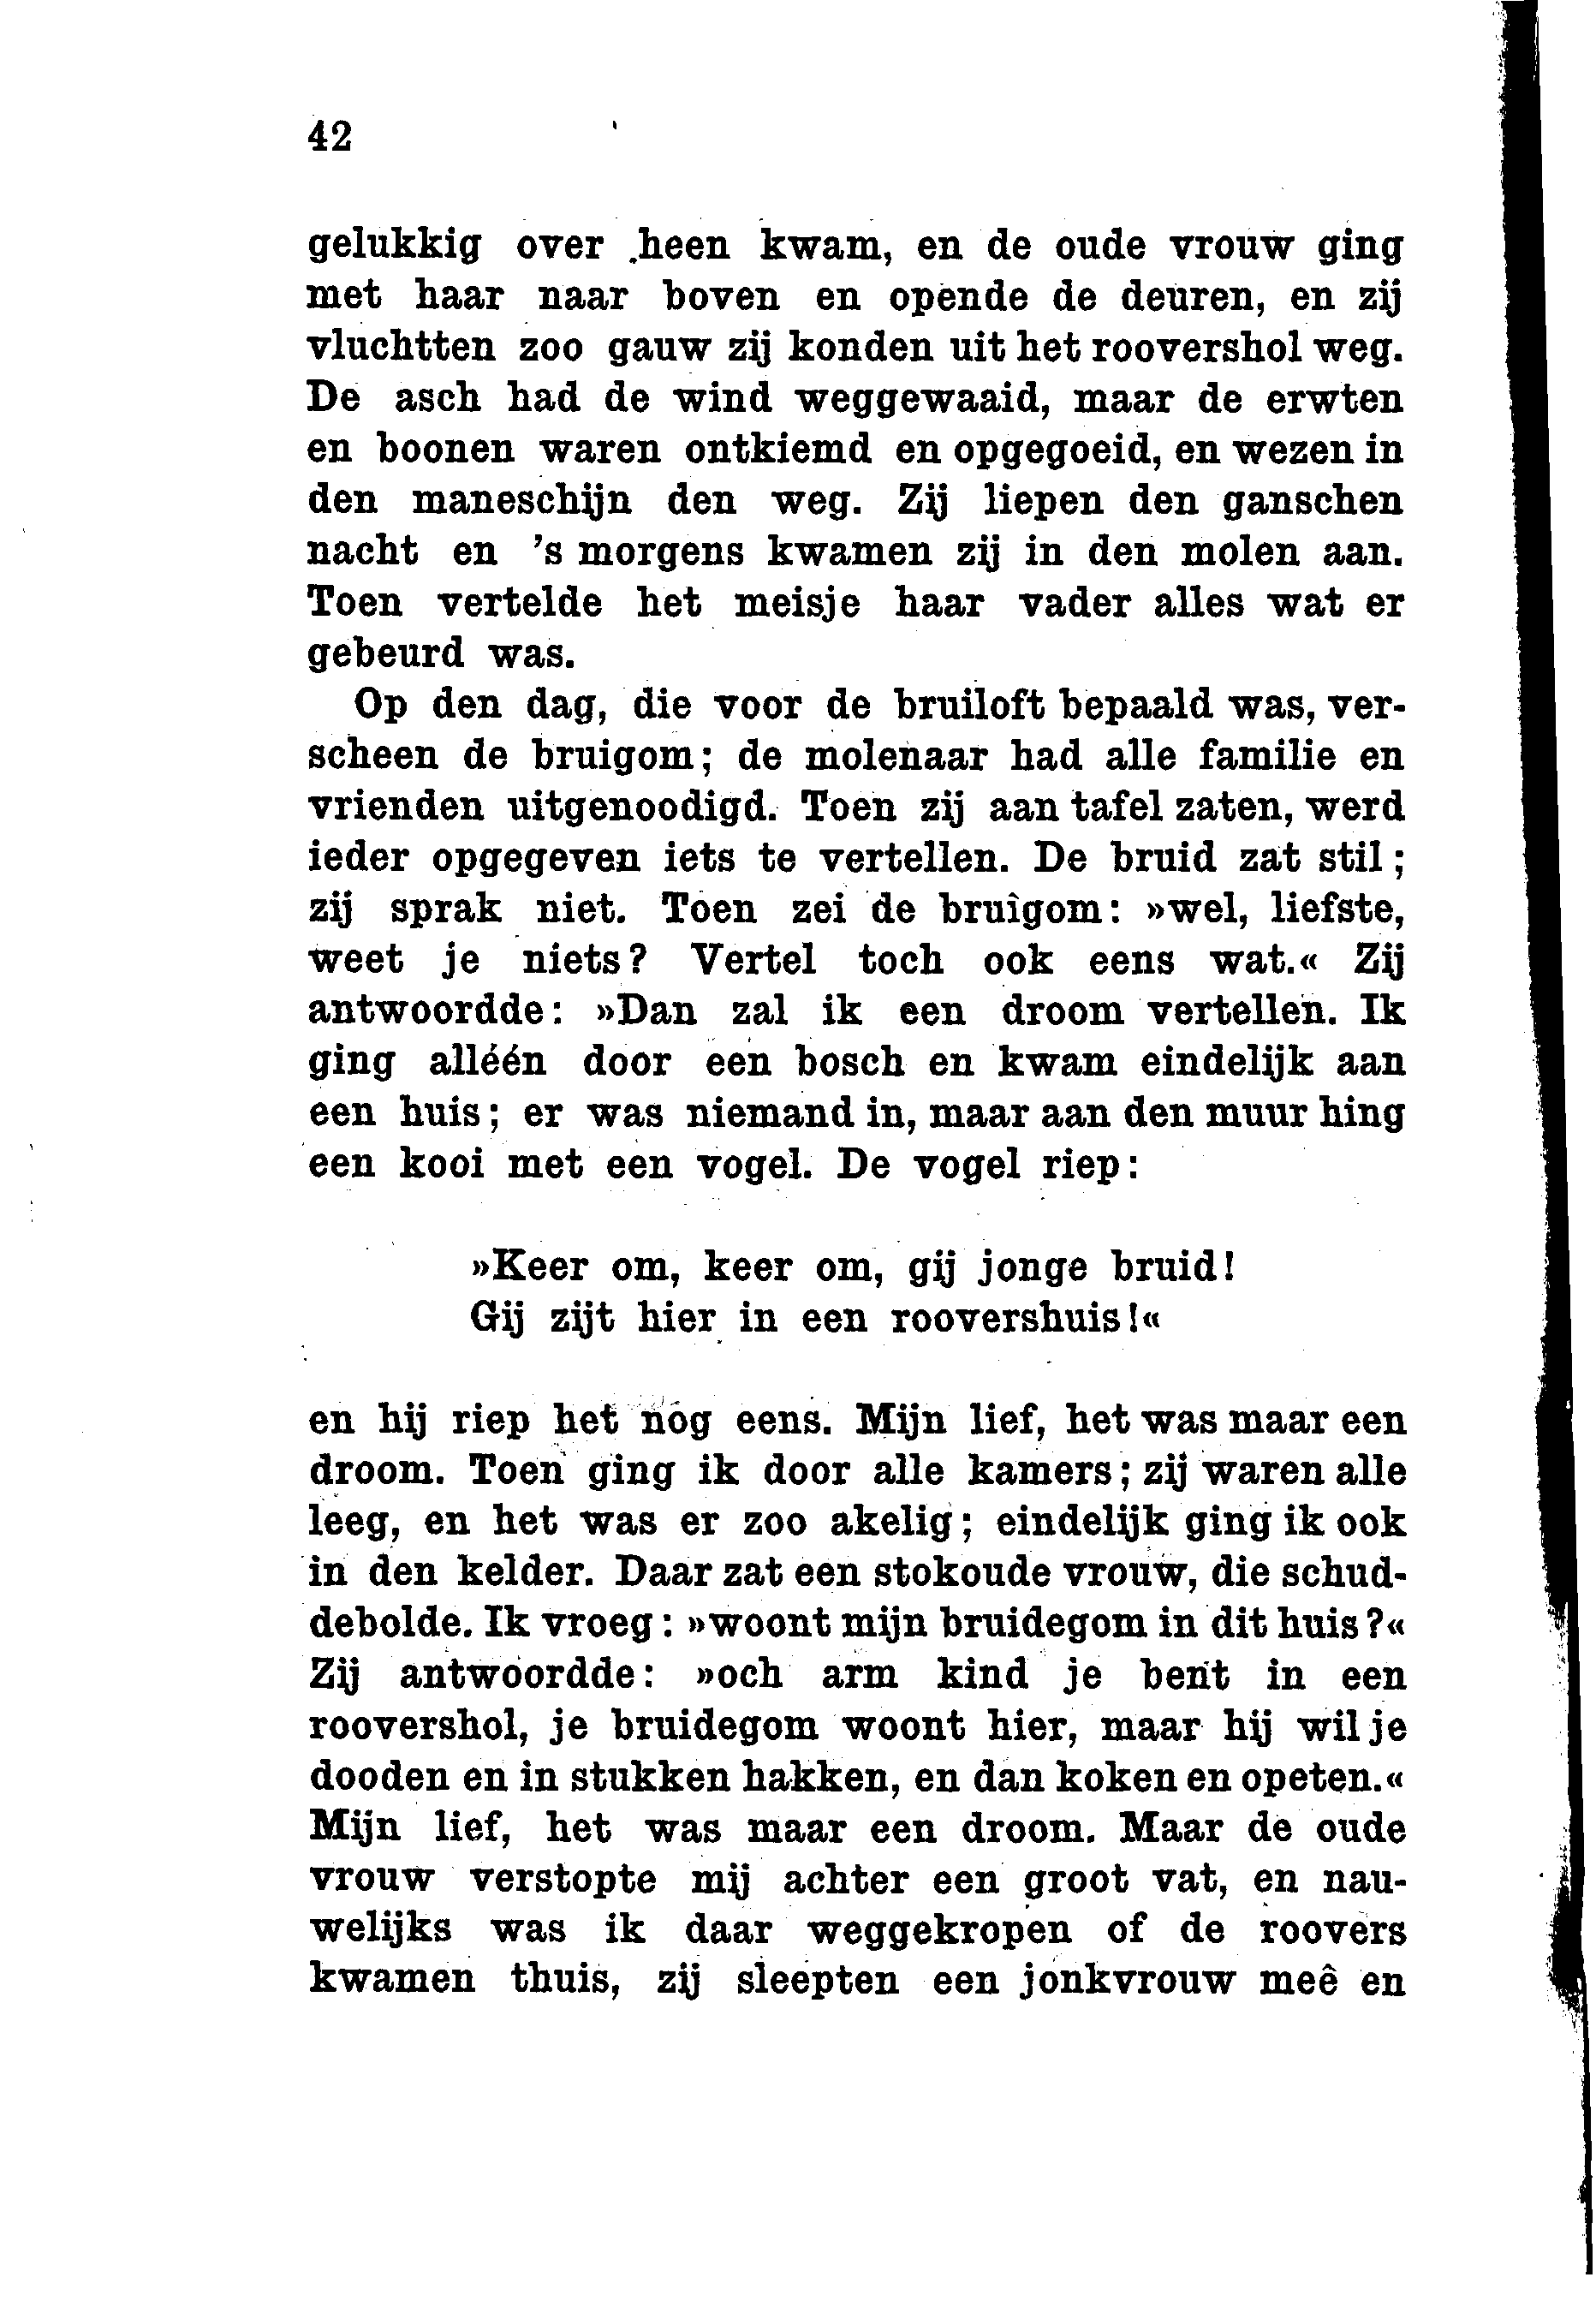 42
gelukkig over heen kwam, en de oude vrouw ging
met haar naar boven en opende de deuren, en zij
vluchtten zoo gauw zij konden uit het roovershol weg.
De asch had de wind weggewaaid, maar de erwten
en boonen waren ontkiemd en opgegoeid, en wezen in
den maneschijn den weg. Zij liepen den ganschen
nacht en 's morgens kwamen zij in den molen aan.
Toen vertelde het meisje haar vader alles wat er
gebeurd was.
Op den dag, die voor de bruiloft bepaald was, ver-
scheen de bruigom; de molenaar had alle familie en
vrienden uitgenoodigd. Toen zij aan tafel zaten, werd
ieder opgegeven iets te vertellen. De bruid zat stil;
zij sprak niet. Toen zei de bruigom: »wel, liefste,
weet je niets? Vertel toch ook eens wat.« Zij
antwoordde: »Dan zal ik een droom vertellen. Ik
ging alléén door een bosch en kwam eindelijk aan
een huis; er was niemand in, maar aan den muur hing
een kooi met een vogel. De vogel riep:
»Keer om, keer om, gij jonge bruid!
Gij zijt hier in een roovershuis!«
en hij riep het nóg eens. Mijn lief, het was maar een
droom. Toen ging ik door alle kamers; zij waren alle
leeg, en het was er zoo akelig; eindelijk ging ik ook
in den kelder. Daar zat een stokoude vrouw, die schud-
debolde. Ik vroeg: »woont mijn bruidegom in dit huis?«
Zij antwoordde: »och arm kind je bent in een
roovershol, je bruidegom woont hier, maar hij wil je
dooden en in stukken hakken, en dan koken en opeten.«
Mijn lief, het was maar een droom. Maar de oude
vrouw verstopte mij achter een groot vat, en nau-
welijks was ik daar weggekropen of de roovers
kwamen thuis, zij sleepten een jonkvrouw meê en